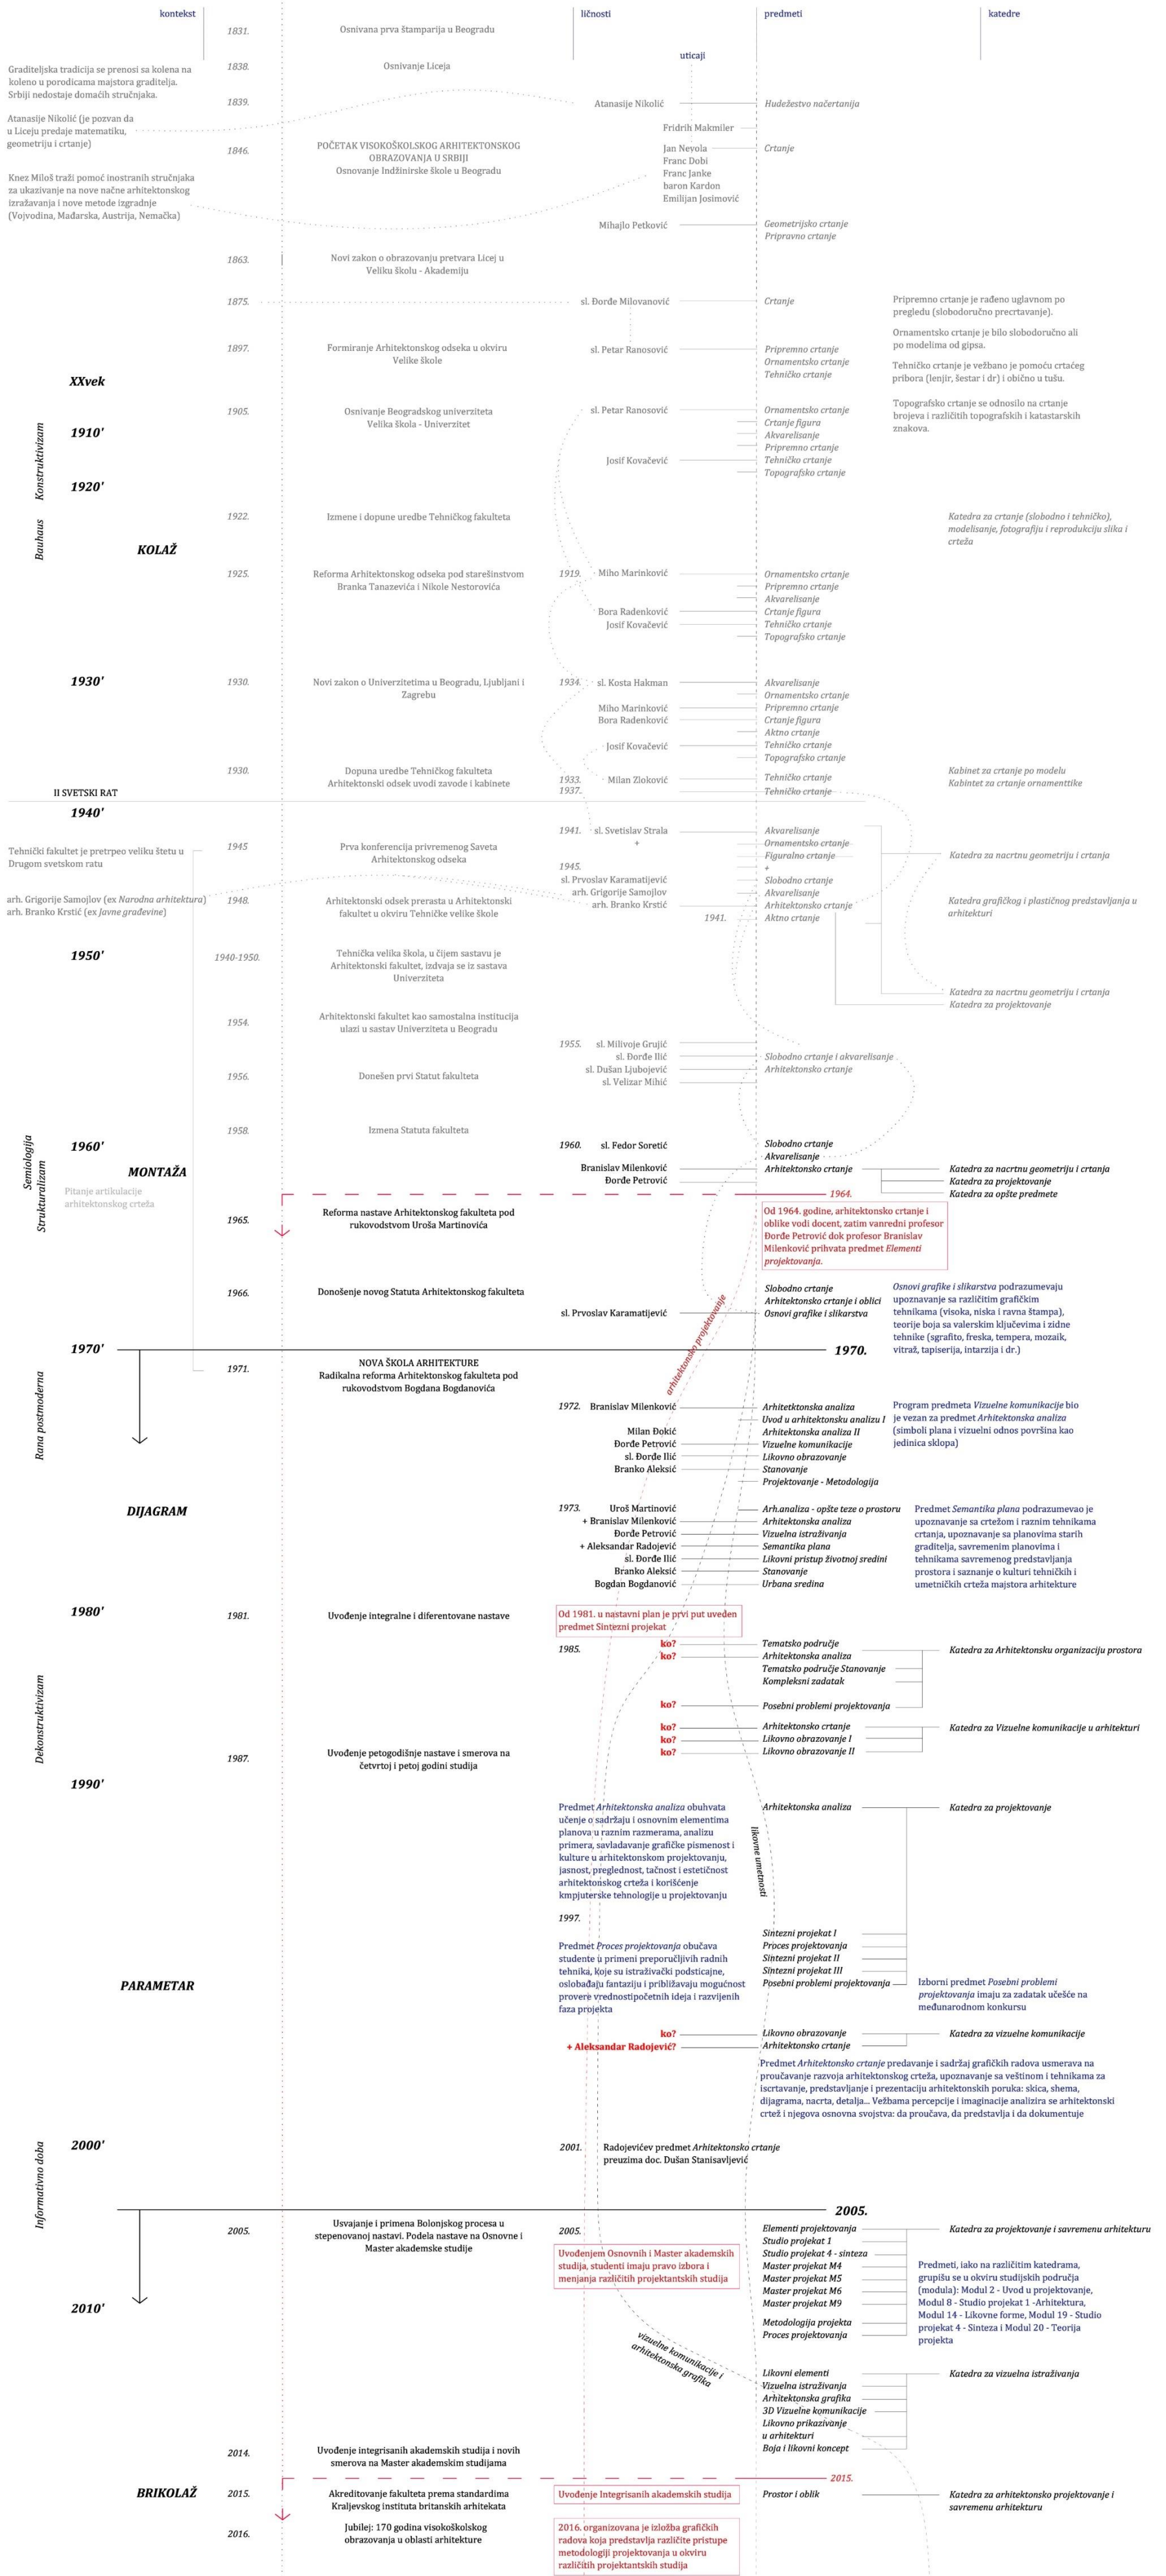 kontekst
ličnosti
predmeti
katedre
1831.
Osnivana prva štamparija u Beogradu
uticaji
Graditeljska tradicija se prenosi sa kolena na
koleno u porodicama majstora graditelja.
Srbiji nedostaje domaćih stručnjaka.
1838.
Osnivanje Liceja
1839.
Atanasije Nikolić
Hudežestvo načertanija
Atanasije Nikolić (je pozvan da
u Liceju predaje matematiku,
geometriju i crtanje)
Fridrih Makmiler
1846.
POČETAK VISOKOŠKOLSKOG ARHITEKTONSKOG
OBRAZOVANJA U SRBIJI
Osnovanje Indžinirske škole u Beogradu
Jan Nevola
Franc Dobi
Franc Janke
baron Kardon
Emilijan Josimović
Crtanje
Knez Miloš traži pomoć inostranih stručnjaka
za ukazivanje na nove načne arhitektonskog
izražavanja i nove metode izgradnje
(Vojvodina, Mađarska, Austrija, Nemačka)
Mihajlo Petković
Geometrijsko crtanje
Pripravno crtanje
1863.
Novi zakon o obrazovanju pretvara Licej u
Veliku školu - Akademiju
1875.
sl. Đorđe Milovanović
Crtanje
Pripremno crtanje je rađeno uglavnom po
pregledu (slobodoručno precrtavanje).
Ornamentsko crtanje je bilo slobodoručno ali
po modelima od gipsa.
Tehničko crtanje je vežbano je pomoću crtaćeg
pribora (lenjir, šestar i dr) i obično u tušu.
Topografsko crtanje se odnosilo na crtanje
brojeva i različitih topografskih i katastarskih
znakova.
1897.
Formiranje Arhitektonskog odseka u okviru
Velike škole
sl. Petar Ranosović
Pripremno crtanje
Ornamentsko crtanje
Tehničko crtanje
XXvek
1905.
Osnivanje Beogradskog univerziteta
Velika škola - Univerzitet
sl. Petar Ranosović
Ornamentsko crtanje
Crtanje figura
Akvarelisanje
Pripremno crtanje
Josif Kovačević
Tehničko crtanje
Topografsko crtanje
1910'
Konstruktivizam
1920'
1922.
Izmene i dopune uredbe Tehničkog fakulteta
Katedra za crtanje (slobodno i tehničko),
modelisanje, fotografiju i reprodukciju slika i
crteža
Bauhaus
KOLAŽ
1925.
Reforma Arhitektonskog odseka pod starešinstvom
Branka Tanazevića i Nikole Nestorovića
1919.
Miho Marinković
Ornamentsko crtanje
Pripremno crtanje
Akvarelisanje
Bora Radenković
Crtanje figura
Josif Kovačević
Tehničko crtanje
Topografsko crtanje
1930'
1930.
Novi zakon o Univerzitetima u Beogradu, Ljubljani i
Zagrebu
1934.
sl. Kosta Hakman
Akvarelisanje
Ornamentsko crtanje
Miho Marinković
Pripremno crtanje
Bora Radenković
Crtanje figura
Aktno crtanje
Josif Kovačević
Tehničko crtanje
Topografsko crtanje
1930.
Dopuna uredbe Tehničkog fakulteta
Arhitektonski odsek uvodi zavode i kabinete
1933.
Milan Zloković
Tehničko crtanje
1937.
Tehničko crtanje
Kabinet za crtanje po modelu
Kabintet za crtanje ornamenttike
II SVETSKI RAT
1940'
1941.
sl. Svetislav Strala
+
Akvarelisanje
Ornamentsko crtanje
Figuralno crtanje
+
Tehnički fakultet je pretrpeo veliku štetu u
Drugom svetskom ratu
1945
Prva konferencija privremenog Saveta
Arhitektonskog odseka
Katedra za nacrtnu geometriju i crtanja
1945.
sl. Prvoslav Karamatijević
arh. Grigorije Samojlov
arh. Branko Krstić
Slobodno crtanje
Akvarelisanje
Arhitektonsko crtanje
1941.
Aktno crtanje
arh. Grigorije Samojlov (ex Narodna arhitektura)
arh. Branko Krstić (ex Javne građevine)
1948.
Arhitektonski odsek prerasta u Arhitektonski
fakultet u okviru Tehničke velike škole
Katedra grafičkog i plastičnog predstavljanja u
arhitekturi
1950'
1940-1950.
Tehnička velika škola, u čijem sastavu je
Arhitektonski fakultet, izdvaja se iz sastava
Univerziteta
Katedra za nacrtnu geometriju i crtanja
Katedra za projektovanje
1954.
Arhitektonski fakultet kao samostalna institucija
ulazi u sastav Univerziteta u Beogradu
1955.
sl. Milivoje Grujić
sl. Đorđe Ilić
sl. Dušan Ljubojević
sl. Velizar Mihić
Slobodno crtanje i akvarelisanje
Arhitektonsko crtanje
1956.
Donešen prvi Statut fakulteta
1958.
Izmena Statuta fakulteta
1960'
Semiologija
Strukturalizam
MONTAŽA
Pitanje artikulacije
arhitektonskog crteža
1960.
sl. Fedor Soretić
Branislav Milenković
Đorđe Petrović
Slobodno crtanje
Akvarelisanje
Arhitektonsko crtanje
Katedra za nacrtnu geometriju i crtanja
Katedra za projektovanje
Katedra za opšte predmete
1964.
1965.
Reforma nastave Arhitektonskog fakulteta pod
rukovodstvom Uroša Martinovića
Od 1964. godine, arhitektonsko crtanje i
oblike vodi docent, zatim vanredni profesor
Đorđe Petrović dok profesor Branislav
Milenković prihvata predmet Elementi
projektovanja.
1966.
Donošenje novog Statuta Arhitektonskog fakulteta
sl. Prvoslav Karamatijević
Slobodno crtanje
Arhitektonsko crtanje i oblici
Osnovi grafike i slikarstva
Osnovi grafike i slikarstva podrazumevaju
upoznavanje sa različitim grafičkim
tehnikama (visoka, niska i ravna štampa),
teorije boja sa valerskim ključevima i zidne
tehnike (sgrafito, freska, tempera, mozaik,
vitraž, tapiserija, intarzija i dr.)
arhitektonsko projektovanje
1970'
1970.
1971.
NOVA ŠKOLA ARHITEKTURE
Radikalna reforma Arhitektonskog fakulteta pod
rukovodstvom Bogdana Bogdanovića
Rana postmoderna
1972.
Branislav Milenković
Milan Đokić
Đorđe Petrović
sl. Đorđe Ilić
Branko Aleksić
Arhitetktonska analiza
Uvod u arhitektonsku analizu I
Arhitektonska analiza II
Vizuelne komunikacije
Likovno obrazovanje
Stanovanje
Projektovanje - Metodologija
Program predmeta Vizuelne komunikacije bio
je vezan za predmet Arhitektonska analiza
(simboli plana i vizuelni odnos površina kao
jedinica sklopa)
DIJAGRAM
1973.
Uroš Martinović
+ Branislav Milenković
Đorđe Petrović
+ Aleksandar Radojević
sl. Đorđe Ilić
Branko Aleksić
Bogdan Bogdanović
Arh.analiza - opšte teze o prostoru
Arhitektonska analiza
Vizuelna istraživanja
Semantika plana
Likovni pristup životnoj sredini
Stanovanje
Urbana sredina
Predmet Semantika plana podrazumevao je
upoznavanje sa crtežom i raznim tehnikama
crtanja, upoznavanje sa planovima starih
graditelja, savremenim planovima i
tehnikama savremenog predstavljanja
prostora i saznanje o kulturi tehničkih i
umetničkih crteža majstora arhitekture
1980'
1981.
Uvođenje integralne i diferentovane nastave
Od 1981. u nastavni plan je prvi put uveden
predmet Sintezni projekat
1985.
ko?
ko?
Tematsko područje
Arhitektonska analiza
Tematsko područje Stanovanje
Kompleksni zadatak
Katedra za Arhitektonsku organizaciju prostora
ko?
Posebni problemi projektovanja
Dekonstruktivizam
ko?
ko?
ko?
Arhitektonsko crtanje
Likovno obrazovanje I
Likovno obrazovanje II
Katedra za Vizuelne komunikacije u arhitekturi
1987.
Uvođenje petogodišnje nastave i smerova na
četvrtoj i petoj godini studija
1990'
Predmet Arhitektonska analiza obuhvata
učenje o sadržaju i osnovnim elementima
planova u raznim razmerama, analizu
primera, savladavanje grafičke pismenost i
kulture u arhitektonskom projektovanju,
jasnost, preglednost, tačnost i estetičnost
arhitektonskog crteža i korišćenje
kmpjuterske tehnologije u projektovanju
Arhitektonska analiza
Katedra za projektovanje
likovne umetnosti
1997.
Predmet Proces projektovanja obučava
studente u primeni preporučljivih radnih
tehnika, koje su istraživački podsticajne,
oslobađaju fantaziju i približavaju mogućnost
provere vrednostipočetnih ideja i razvijenih
faza projekta
Sintezni projekat I
Proces projektovanja
Sintezni projekat II
Sintezni projekat III
Posebni problemi projektovanja
Izborni predmet Posebni problemi
projektovanja imaju za zadatak učešće na
međunarodnom konkursu
PARAMETAR
ko?
+ Aleksandar Radojević?
Likovno obrazovanje
Arhitektonsko crtanje
Katedra za vizuelne komunikacije
Predmet Arhitektonsko crtanje predavanje i sadržaj grafičkih radova usmerava na
proučavanje razvoja arhitektonskog crteža, upoznavanje sa veštinom i tehnikama za
iscrtavanje, predstavljanje i prezentaciju arhitektonskih poruka: skica, shema,
dijagrama, nacrta, detalja... Vežbama percepcije i imaginacije analizira se arhitektonski
crtež i njegova osnovna svojstva: da proučava, da predstavlja i da dokumentuje
Informativno doba
2000'
2001.
Radojevićev predmet Arhitektonsko crtanje
preuzima doc. Dušan Stanisavljević
2005.
2005.
Usvajanje i primena Bolonjskog procesa u
stepenovanoj nastavi. Podela nastave na Osnovne i
Master akademske studije
2005.
Uvođenjem Osnovnih i Master akademskih
studija, studenti imaju pravo izbora i
menjanja različitih projektantskih studija
Elementi projektovanja
Studio projekat 1
Studio projekat 4 - sinteza
Master projekat M4
Master projekat M5
Master projekat M6
Master projekat M9
Metodologija projekta
Proces projektovanja
Katedra za projektovanje i savremenu arhitekturu
Predmeti, iako na različitim katedrama,
grupišu se u okviru studijskih područja
(modula): Modul 2 - Uvod u projektovanje,
Modul 8 - Studio projekat 1 -Arhitektura,
Modul 14 - Likovne forme, Modul 19 - Studio
projekat 4 - Sinteza i Modul 20 - Teorija
projekta
2010'
vizuelne komunikacije i
arhitektonska grafika
Likovni elementi
Vizuelna istraživanja
Arhitektonska grafika
3D Vizuelne komunikacije
Likovno prikazivanje
u arhitekturi
Boja i likovni koncept
Katedra za vizuelna istraživanja
2014.
Uvođenje integrisanih akademskih studija i novih
smerova na Master akademskim studijama
2015.
BRIKOLAŽ
2015.
Akreditovanje fakulteta prema standardima
Kraljevskog instituta britanskih arhitekata
Uvođenje Integrisanih akademskih studija
Prostor i oblik
Katedra za arhitektonsko projektovanje i
savremenu arhitekturu
2016.
Jubilej: 170 godina visokoškolskog
obrazovanja u oblasti arhitekture
2016. organizovana je izložba grafičkih
radova koja predstavlja različite pristupe
metodologiji projektovanja u okviru
različitih projektantskih studija